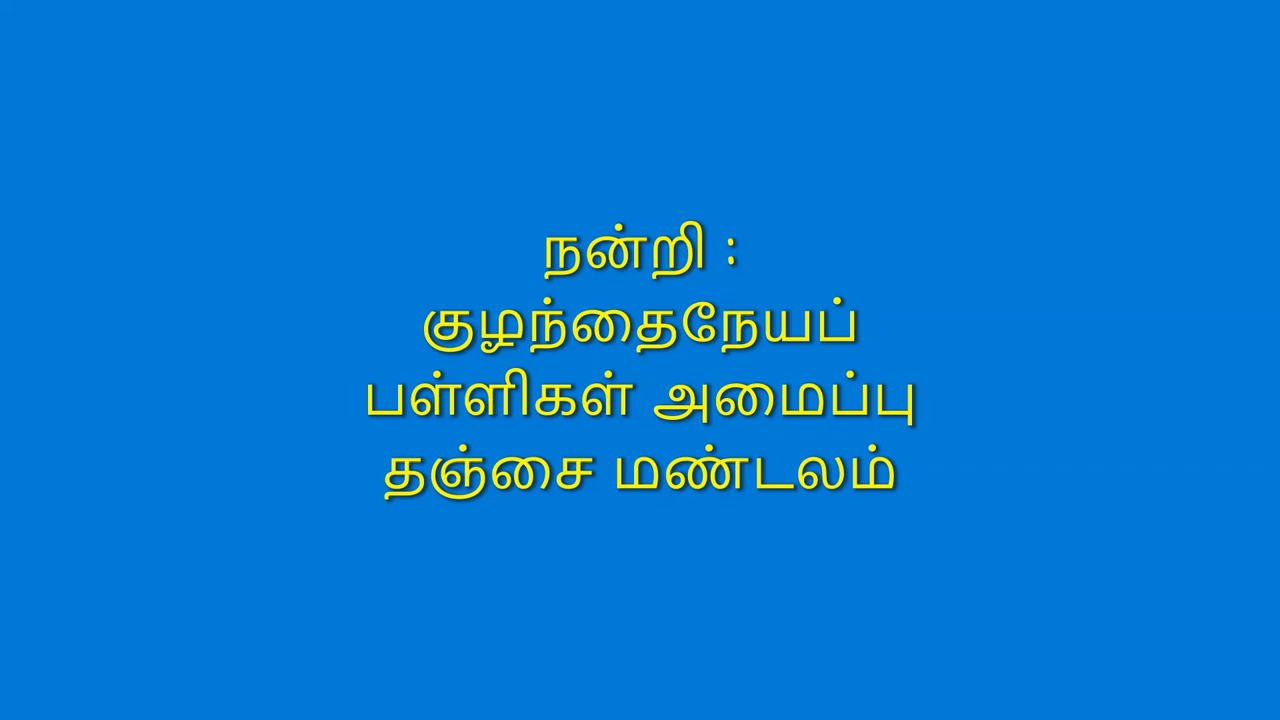 நன்றி :
குழந்தைநேயப்
பள்ளிகள் அமைப்பு
தஞ்சை மண்டலம்